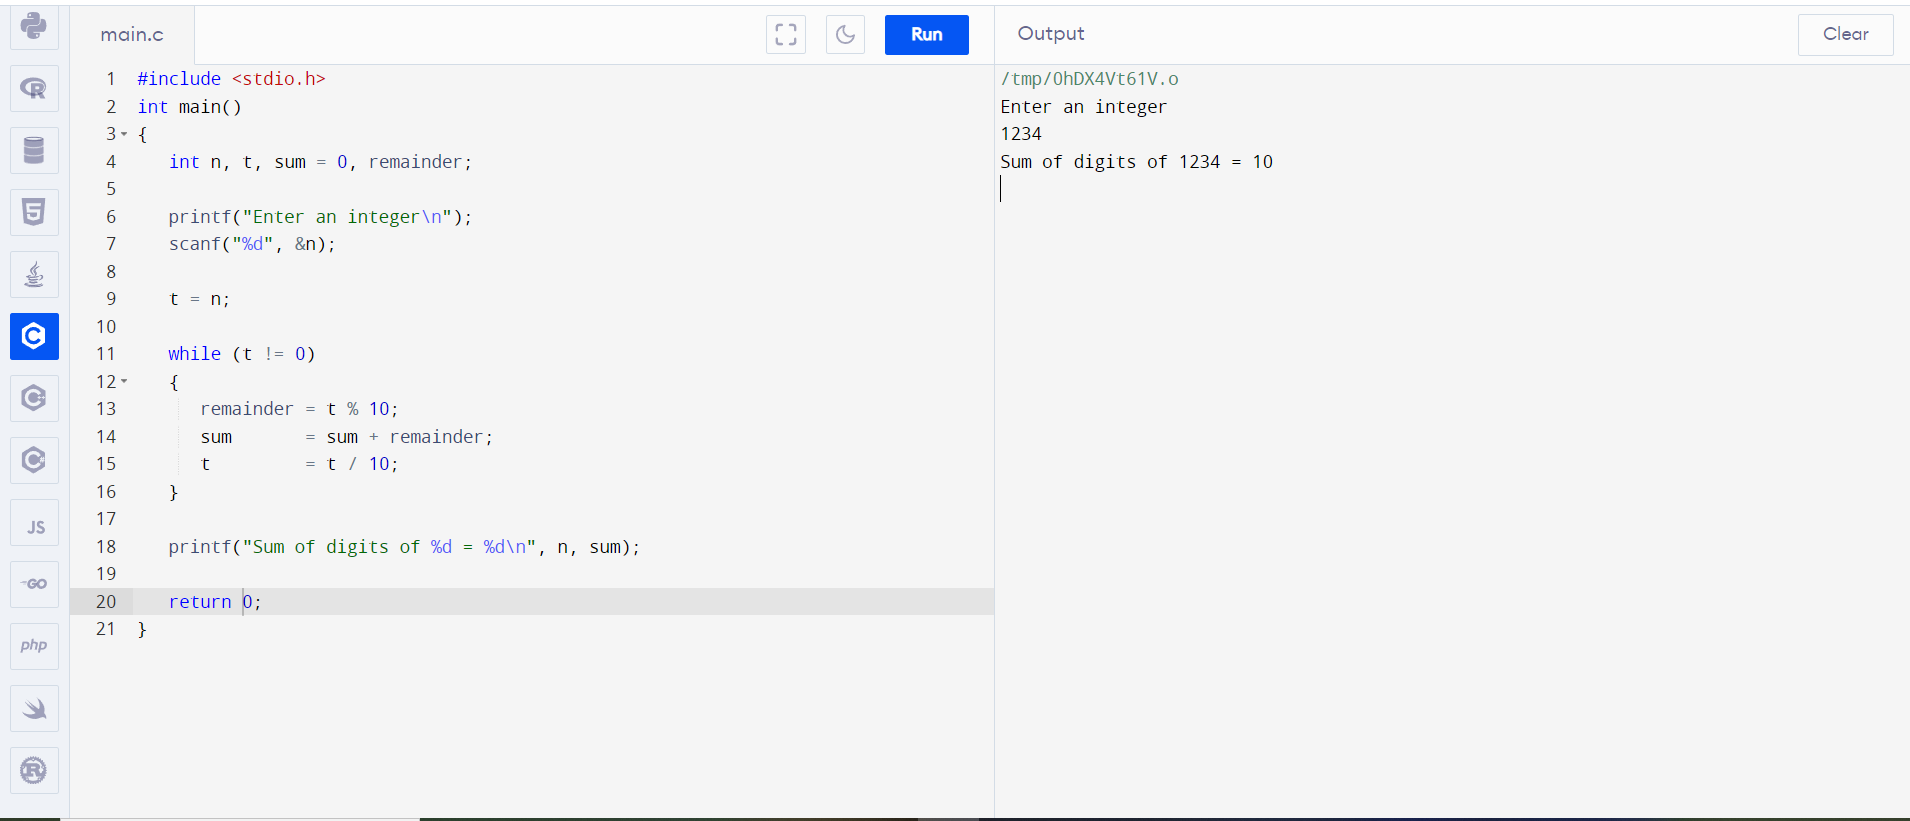 main.c
Run
Output
Clear
1 #include <stdio.h>
2 int main()
3 {
4    int n, t, sum = 0, remainder;
5
6    printf("Enter an integer\n");
7    scanf("%d", &n);
8
9    t = n;
10
11    while (t != 0)
12    {
13       remainder = t % 10;
14       sum       = sum + remainder;
15       t         = t / 10;
16    }
17
18    printf("Sum of digits of %d = %d\n", n, sum);
19
20    return 0;
21 }
/tmp/0hDX4Vt61V.o
Enter an integer
1234
Sum of digits of 1234 = 10
R
5
C
C
C
JS
GO
php
R